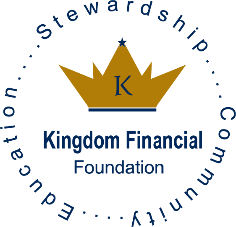 Stewardship....Community.....Education.....
K
Kingdom Financial
Foundation